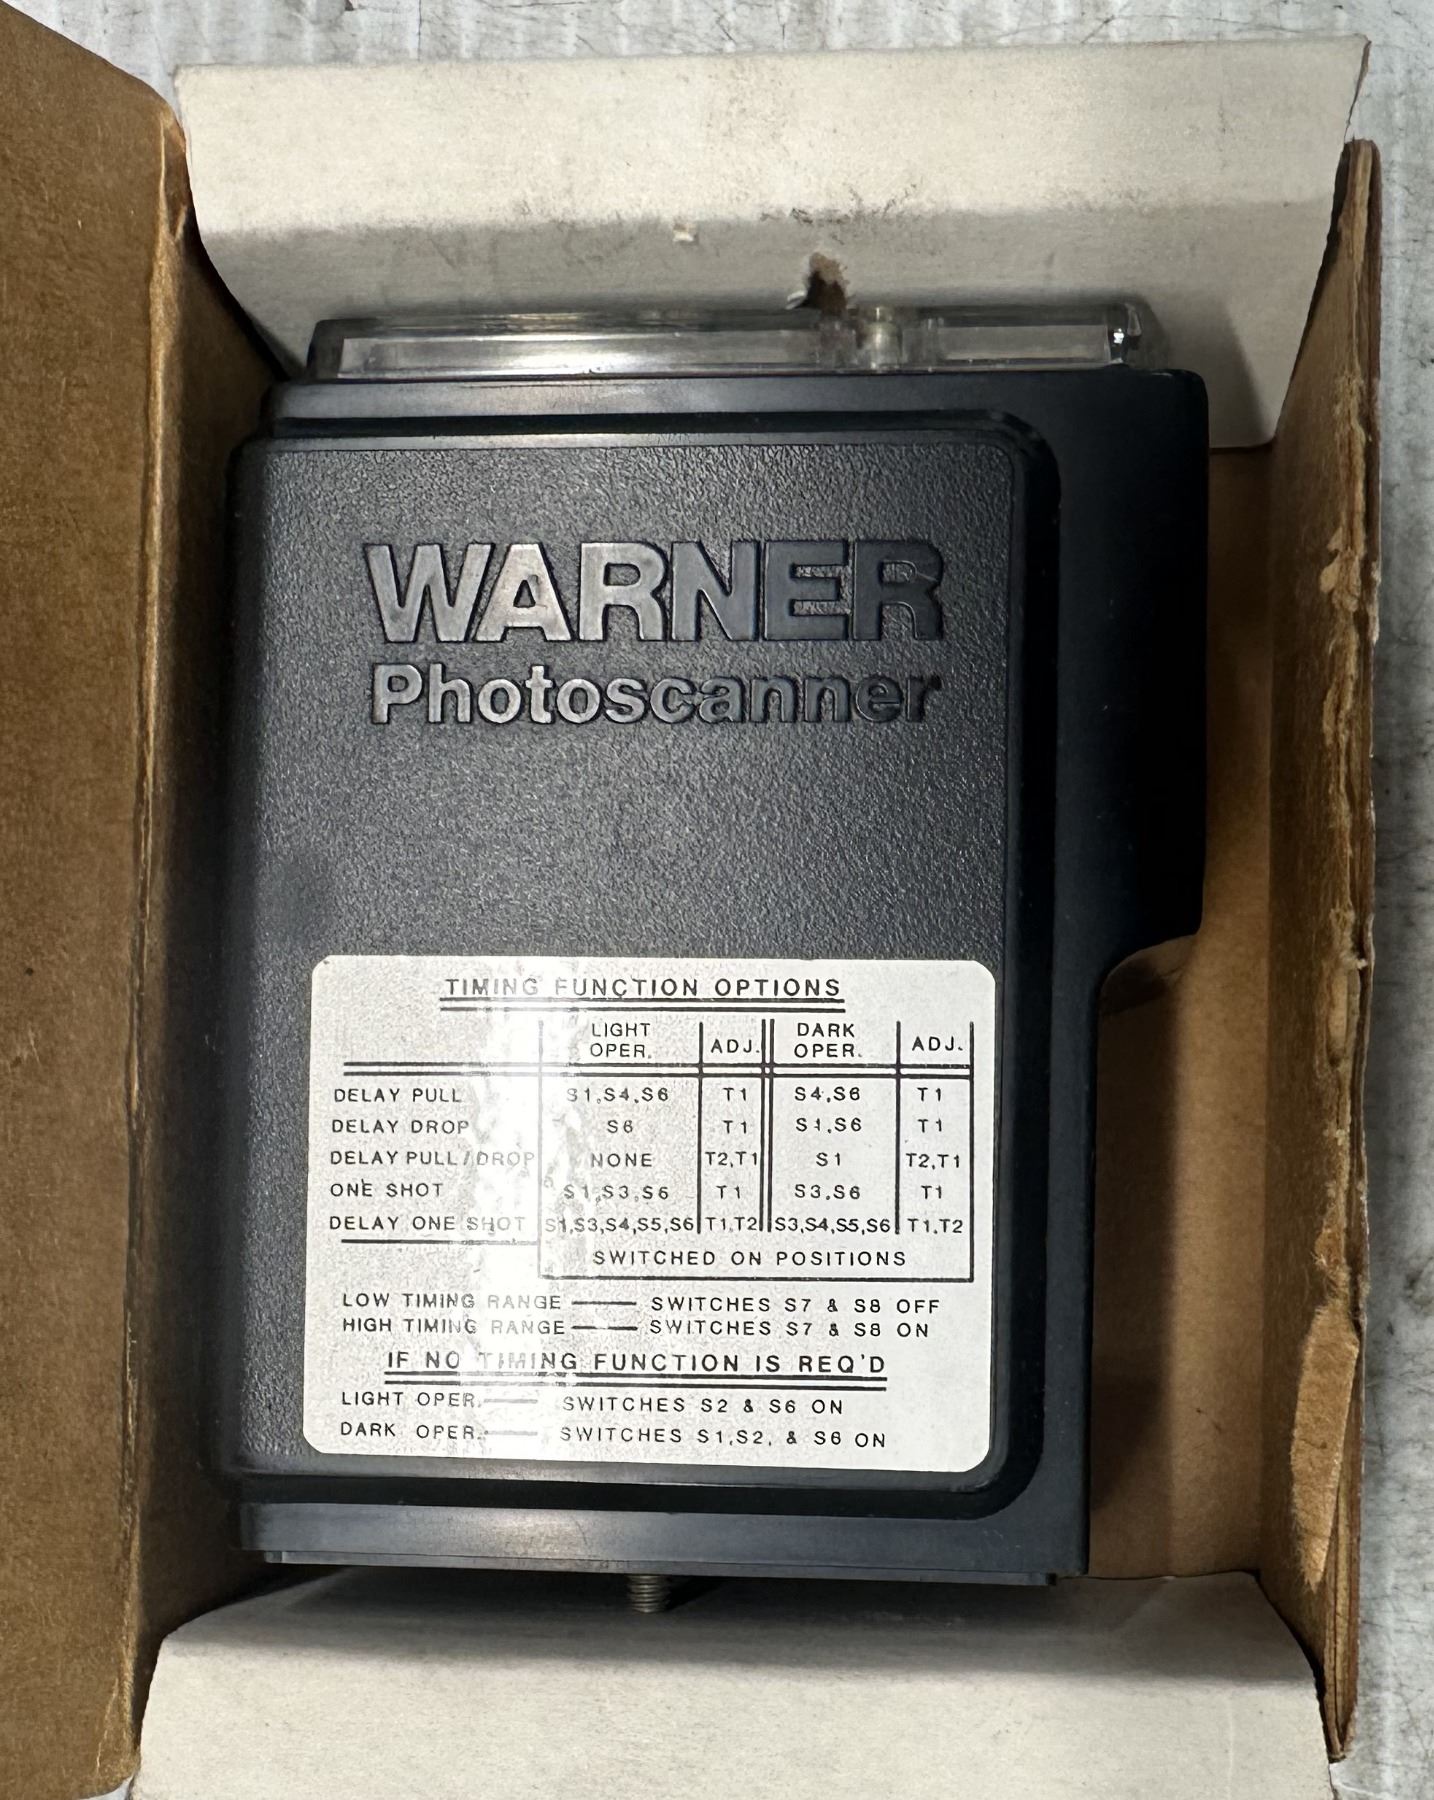 WARNER
Photoscanner
TIMING FUNCTION OPTIONS
LIGHT OPER. ADJ. DARK OPER. ADJ.
DELAY PULL S1,S4,S6 T1 S4,S6 T1
DELAY DROP S6 T1 S1,S6 T1
DELAY PULL/DROP NONE T2,T1 S1 T2,T1
ONE SHOT S1,S3,S6 T1 S3,S6 T1
DELAY ONE SHOT S1,S3,S4,S5,S6 T1,T2 S3,S4,S5,S6 T1,T2
SWITCHED ON POSITIONS
LOW TIMING RANGE —— SWITCHES S7 & S8 OFF
HIGH TIMING RANGE —— SWITCHES S7 & S8 ON
IF NO TIMING FUNCTION IS REQ'D
LIGHT OPER. —— SWITCHES S2 & S6 ON
DARK OPER. —— SWITCHES S1,S2, & S6 ON